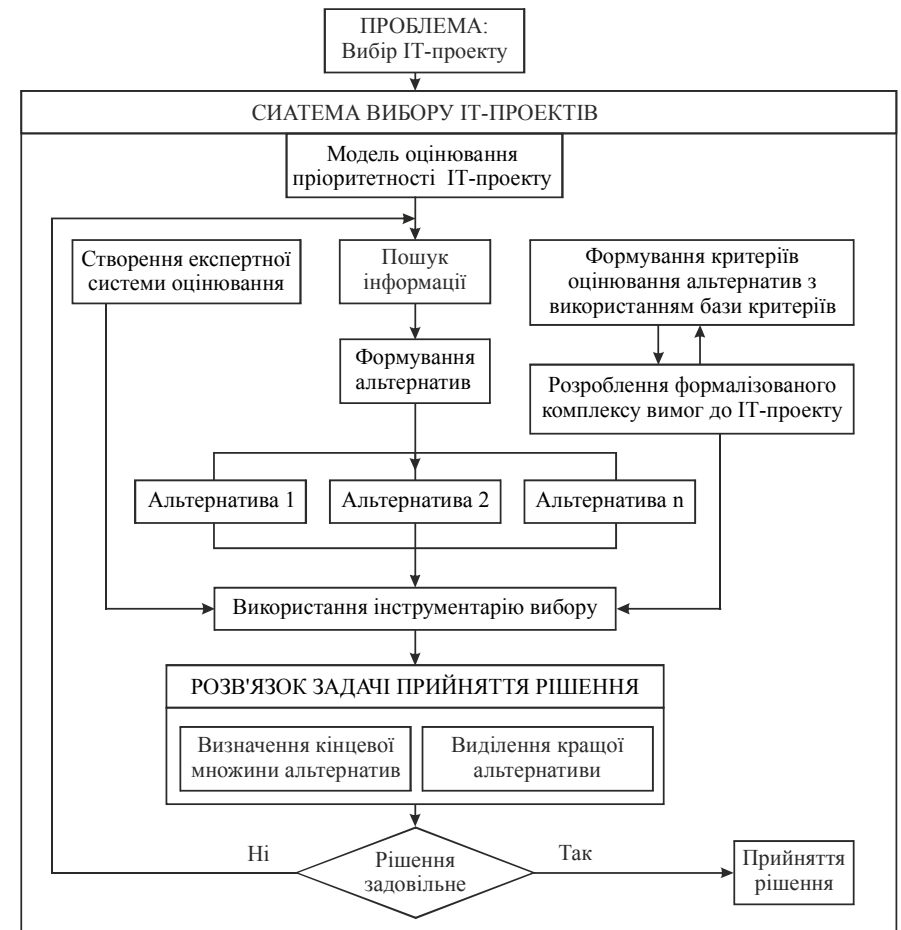 ПРОБЛЕМА:
Вибір ІТ-проекту
СИАТЕМА ВИБОРУ ІТ-ПРОЕКТІВ
Модель оцінювання
пріоритетності ІТ-проекту
Створення експертної
системи оцінювання
Пошук
інформації
Формування критеріїв
оцінювання альтернатив з
використанням бази критеріїв
Формування
альтернатив
Розроблення формалізованого
комплексу вимог до ІТ-проекту
Альтернатива 1
Альтернатива 2
Альтернатива n
Використання інструментарію вибору
РОЗВ'ЯЗОК ЗАДАЧІ ПРИЙНЯТТЯ РІШЕННЯ
Визначення кінцевої
множини альтернатив
Виділення кращої
альтернативи
Ні
Рішення
задовільне
Так
Прийняття
рішення